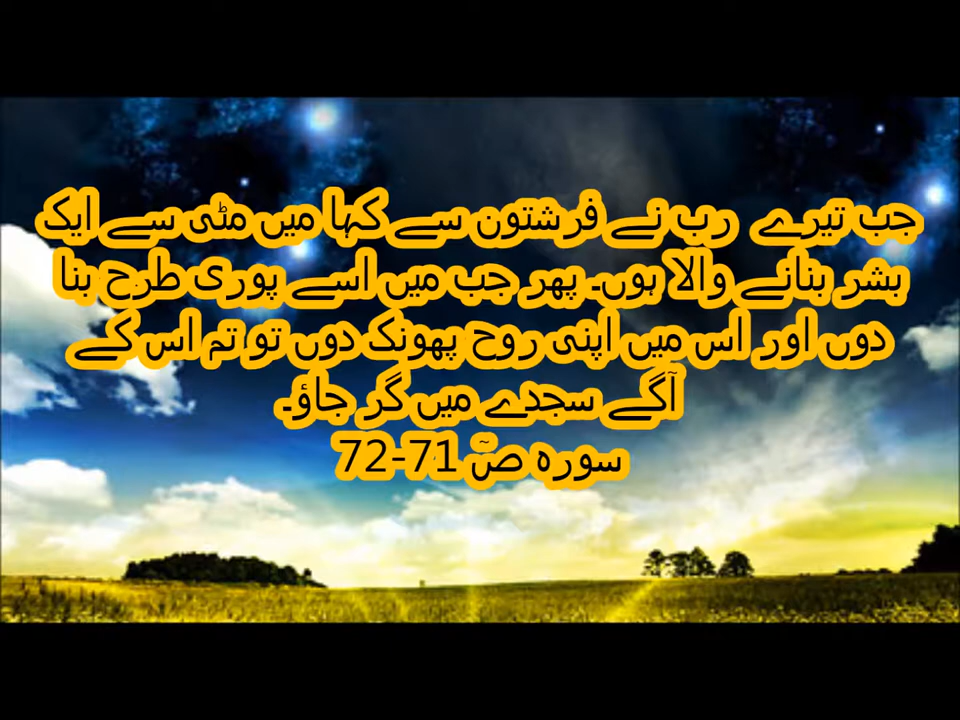 جب تیرے رب نے فرشتون سے کہا میں مٹی سے ایک
بشر بنانے والا ہوں۔ پھر جب میں اسے پوری طرح بنا
دوں اور اس میں اپنی روح پھونک دوں تو تم اس کے
آگے سجدے میں گر جاؤ۔
سورہ صٓ 71-72